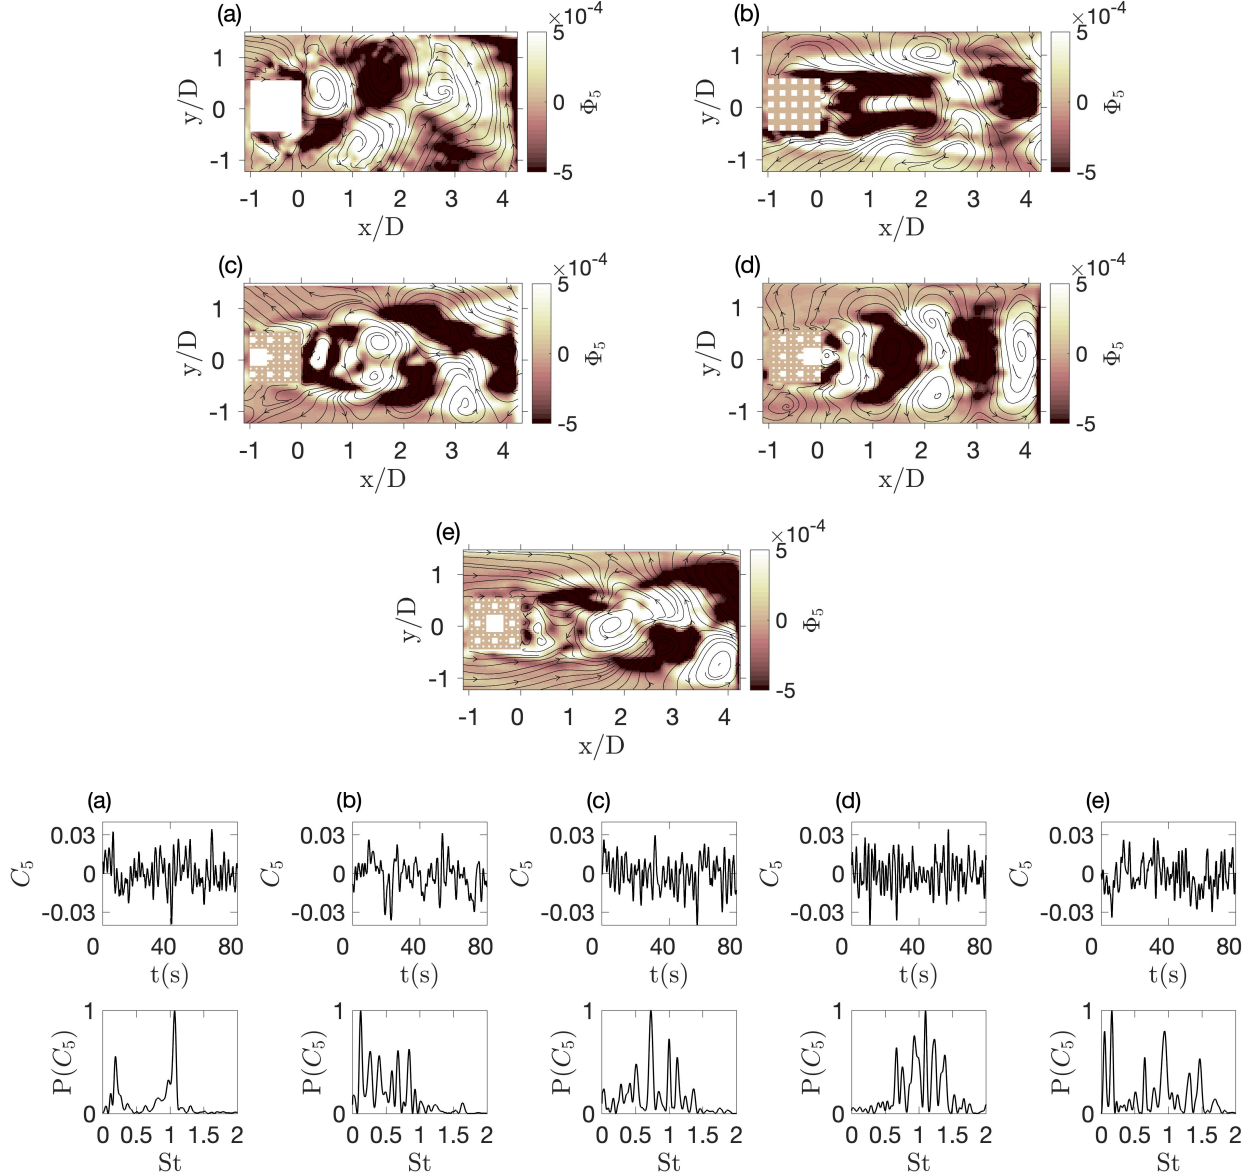 (a)
×10⁻⁴
5
0
-5
Φ₅
1
0
-1
y/D
-1 0 1 2 3 4
x/D
(b)
×10⁻⁴
5
0
-5
Φ₅
1
0
-1
y/D
-1 0 1 2 3 4
x/D
(c)
×10⁻⁴
5
0
-5
Φ₅
1
0
-1
y/D
-1 0 1 2 3 4
x/D
(d)
×10⁻⁴
5
0
-5
Φ₅
1
0
-1
y/D
-1 0 1 2 3 4
x/D
(e)
×10⁻⁴
5
0
-5
Φ₅
1
0
-1
y/D
-1 0 1 2 3 4
x/D
(a)
0.03
0
-0.03
C₅
0 40 80
t(s)
(b)
0.03
0
-0.03
C₅
0 40 80
t(s)
(c)
0.03
0
-0.03
C₅
0 40 80
t(s)
(d)
0.03
0
-0.03
C₅
0 40 80
t(s)
(e)
0.03
0
-0.03
C₅
0 40 80
t(s)
1
0
P(C₅)
0 0.5 1 1.5 2
St
1
0
P(C₅)
0 0.5 1 1.5 2
St
1
0
P(C₅)
0 0.5 1 1.5 2
St
1
0
P(C₅)
0 0.5 1 1.5 2
St
1
0
P(C₅)
0 0.5 1 1.5 2
St